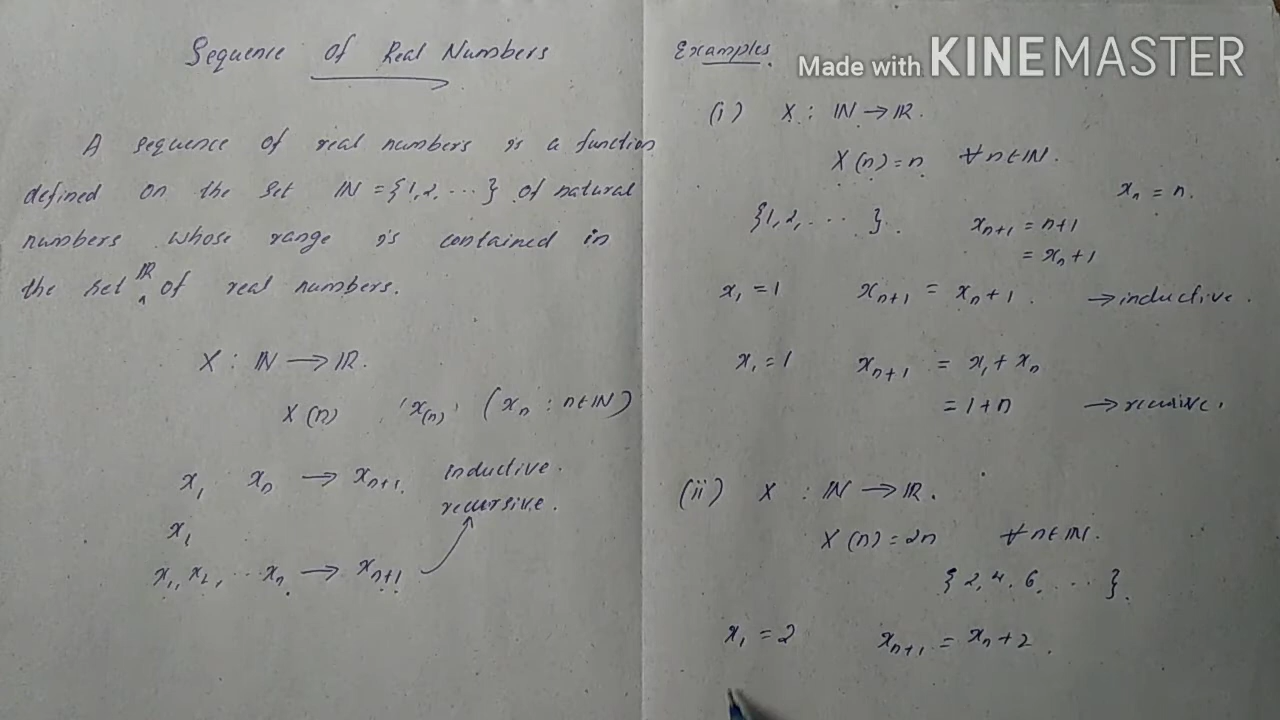 Sequence of Real Numbers
A sequence of real numbers is a function
defined on the set ℕ = {1, 2, ...} of natural
numbers whose range is contained in
the set ℝ of real numbers.
X : ℕ → ℝ.
X(n) 'x(n)' (xₙ : n ∈ ℕ)
x₁ xₙ → xₙ₊₁. inductive.
recursive.
x₁
x₁, x₂, ... xₙ → xₙ₊₁
Examples.
Made with KINEMASTER
(i) X : ℕ → ℝ.
X(n) = n ∀ n ∈ ℕ.
xₙ = n.
{1, 2, ... }. xₙ₊₁ = n+1
= xₙ + 1
x₁ = 1 xₙ₊₁ = xₙ + 1. → inductive.
x₁ = 1 xₙ₊₁ = x₁ + xₙ
= 1 + n → recursive.
(ii) X : ℕ → ℝ.
X(n) = 2n ∀ n ∈ ℕ.
{2, 4, 6, ... }.
x₁ = 2 xₙ₊₁ = xₙ + 2.